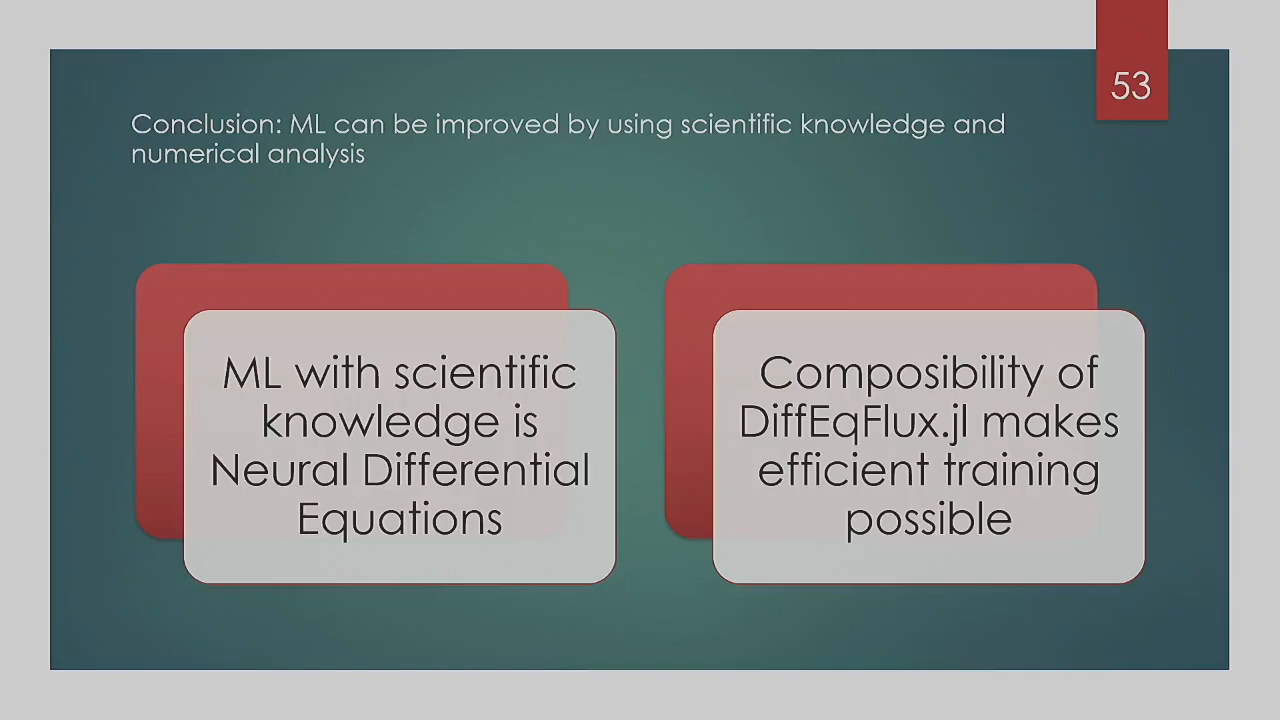 53
Conclusion: ML can be improved by using scientific knowledge and
numerical analysis
ML with scientific
knowledge is
Neural Differential
Equations
Composibility of
DiffEqFlux.jl makes
efficient training
possible